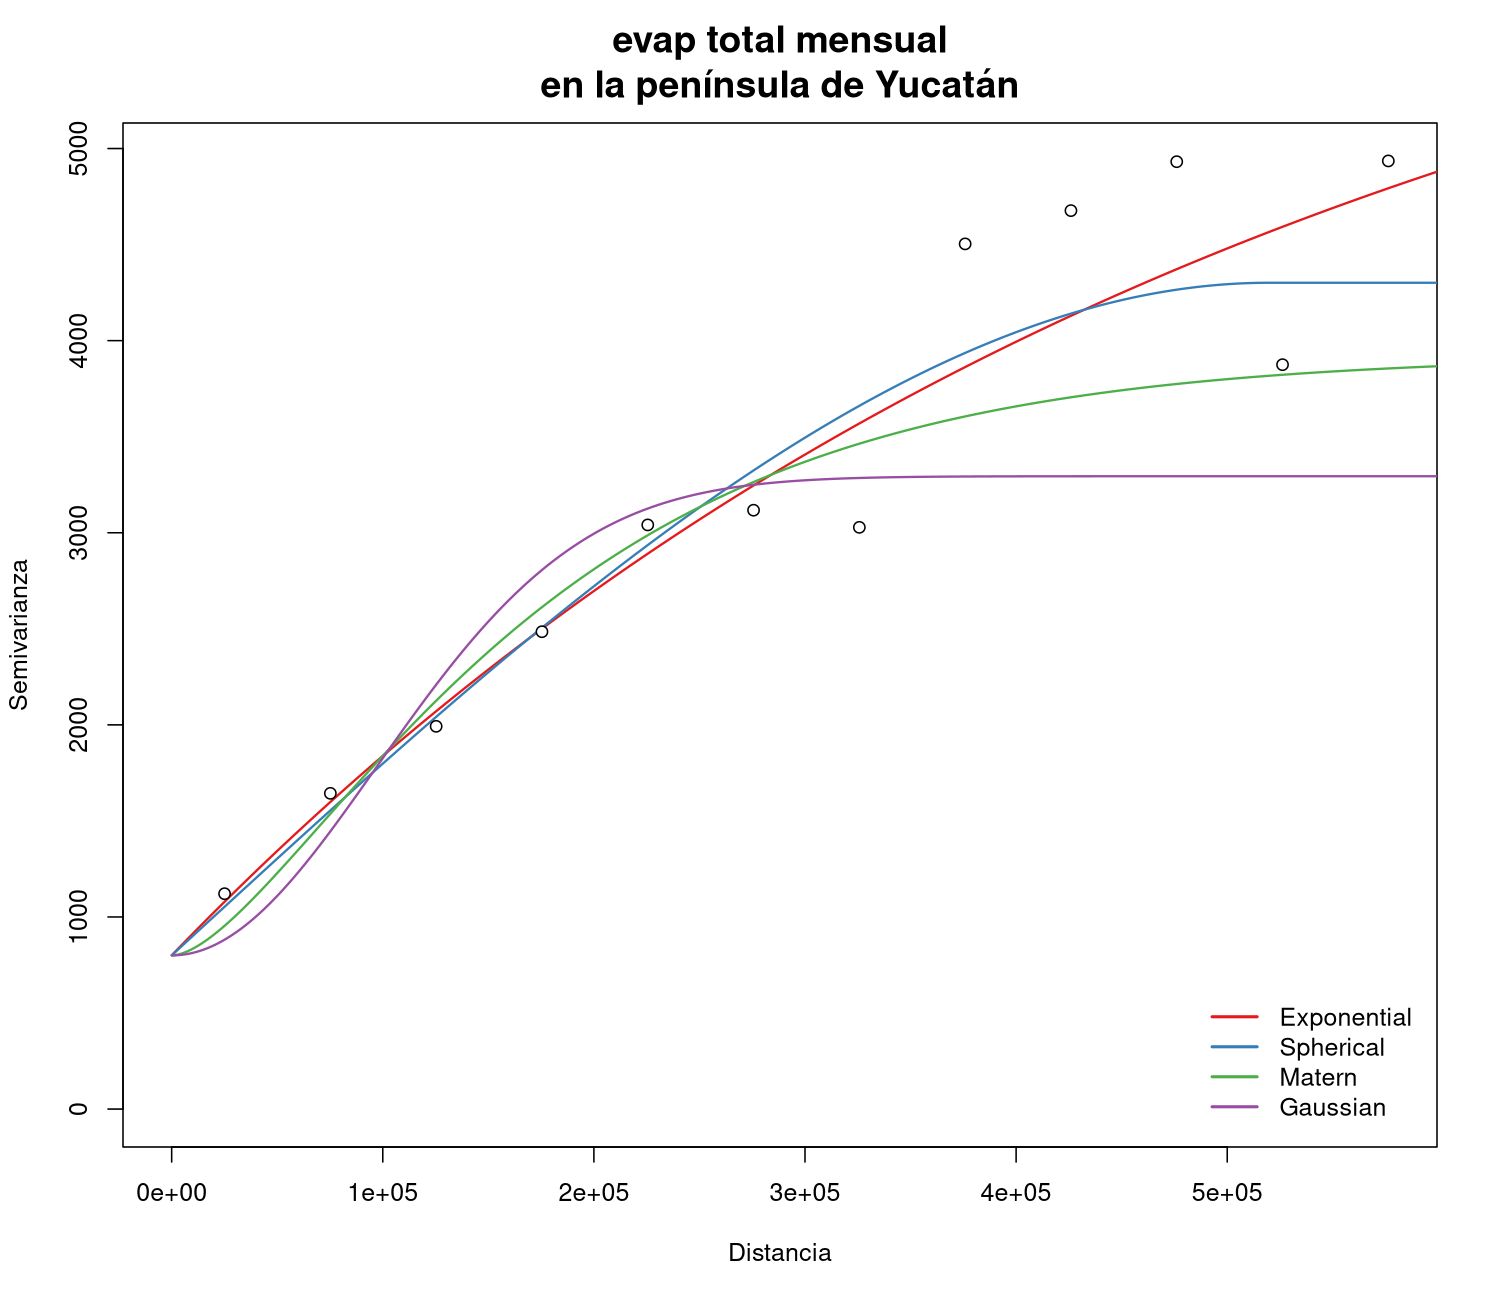 evap total mensual
en la península de Yucatán
Semivarianza
5000
4000
3000
2000
1000
0
0e+00 1e+05 2e+05 3e+05 4e+05 5e+05
Distancia
Exponential
Spherical
Matern
Gaussian